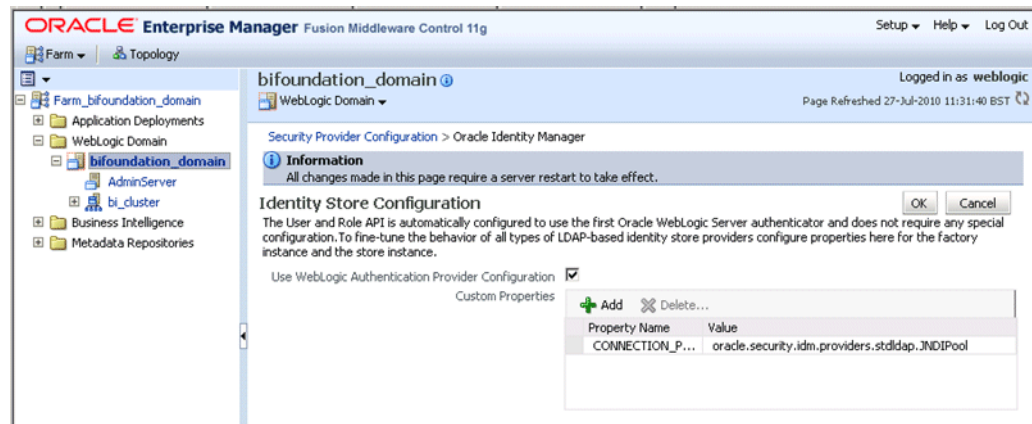 ORACLE Enterprise Manager Fusion Middleware Control 11g
Setup Help Log Out
Farm Topology
bifoundation_domain
Logged in as weblogic
WebLogic Domain
Page Refreshed 27-Jul-2010 11:31:40 BST
Farm_bifoundation_domain
Application Deployments
WebLogic Domain
bifoundation_domain
AdminServer
bi_cluster
Business Intelligence
Metadata Repositories
Security Provider Configuration > Oracle Identity Manager
Information
All changes made in this page require a server restart to take effect.
Identity Store Configuration
OK Cancel
The User and Role API is automatically configured to use the first Oracle WebLogic Server authenticator and does not require any special
configuration.To fine-tune the behavior of all types of LDAP-based identity store providers configure properties here for the factory
instance and the store instance.
Use WebLogic Authentication Provider Configuration
Custom Properties
Add Delete...
Property Name Value
CONNECTION_P... oracle.security.idm.providers.stdldap.JNDIPool